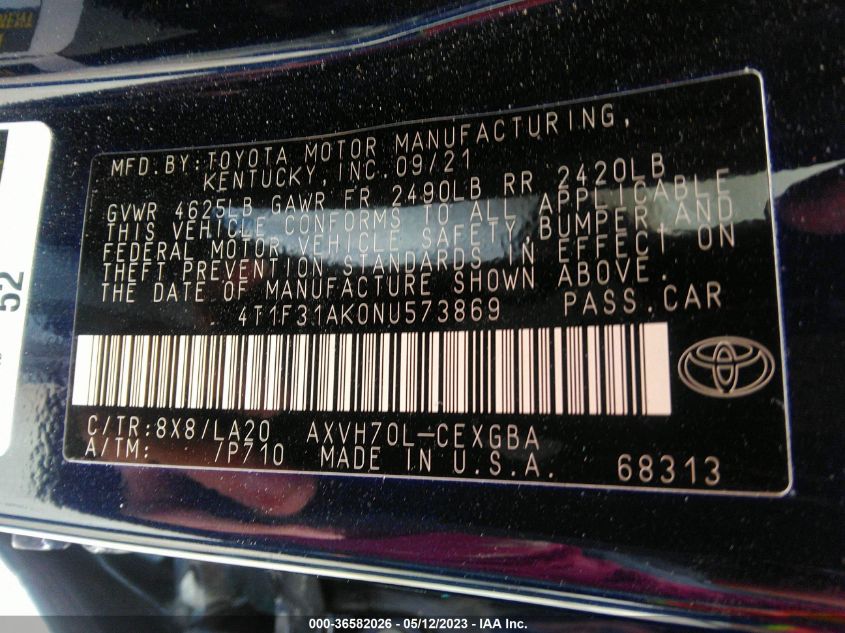 MFD.BY:TOYOTA MOTOR MANUFACTURING,
KENTUCKY, INC.09/21
GVWR 4625LB GAWR FR 2490LB RR 2420LB
THIS VEHICLE CONFORMS TO ALL APPLICABLE
FEDERAL MOTOR VEHICLE SAFETY,BUMPER AND
THEFT PREVENTION STANDARDS IN EFFECT ON
THE DATE OF MANUFACTURE SHOWN ABOVE.
4T1F31AK0NU573869 PASS.CAR
C/TR:8X8/LA20 AXVH70L-CEXGBA
A/TM: /P710 MADE IN U.S.A. 68313
52
000-36582026 - 05/12/2023 - IAA Inc.